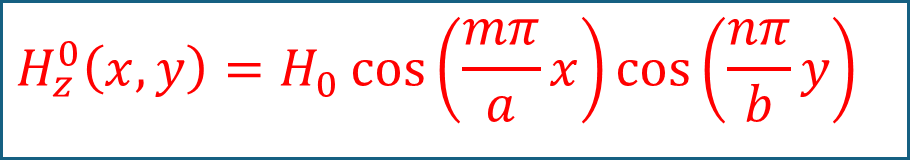 H_z^0(x, y) = H_0 cos(mπ/a x) cos(nπ/b y)